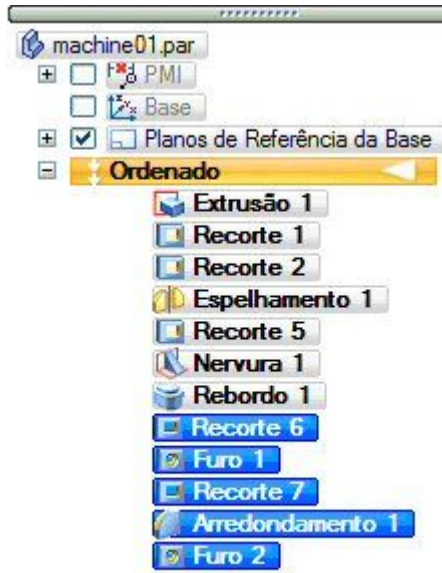 machine01.par
PMI
Base
Planos de Referência da Base
Ordenado
Extrusão 1
Recorte 1
Recorte 2
Espelhamento 1
Recorte 5
Nervura 1
Rebordo 1
Recorte 6
Furo 1
Recorte 7
Arredondamento 1
Furo 2